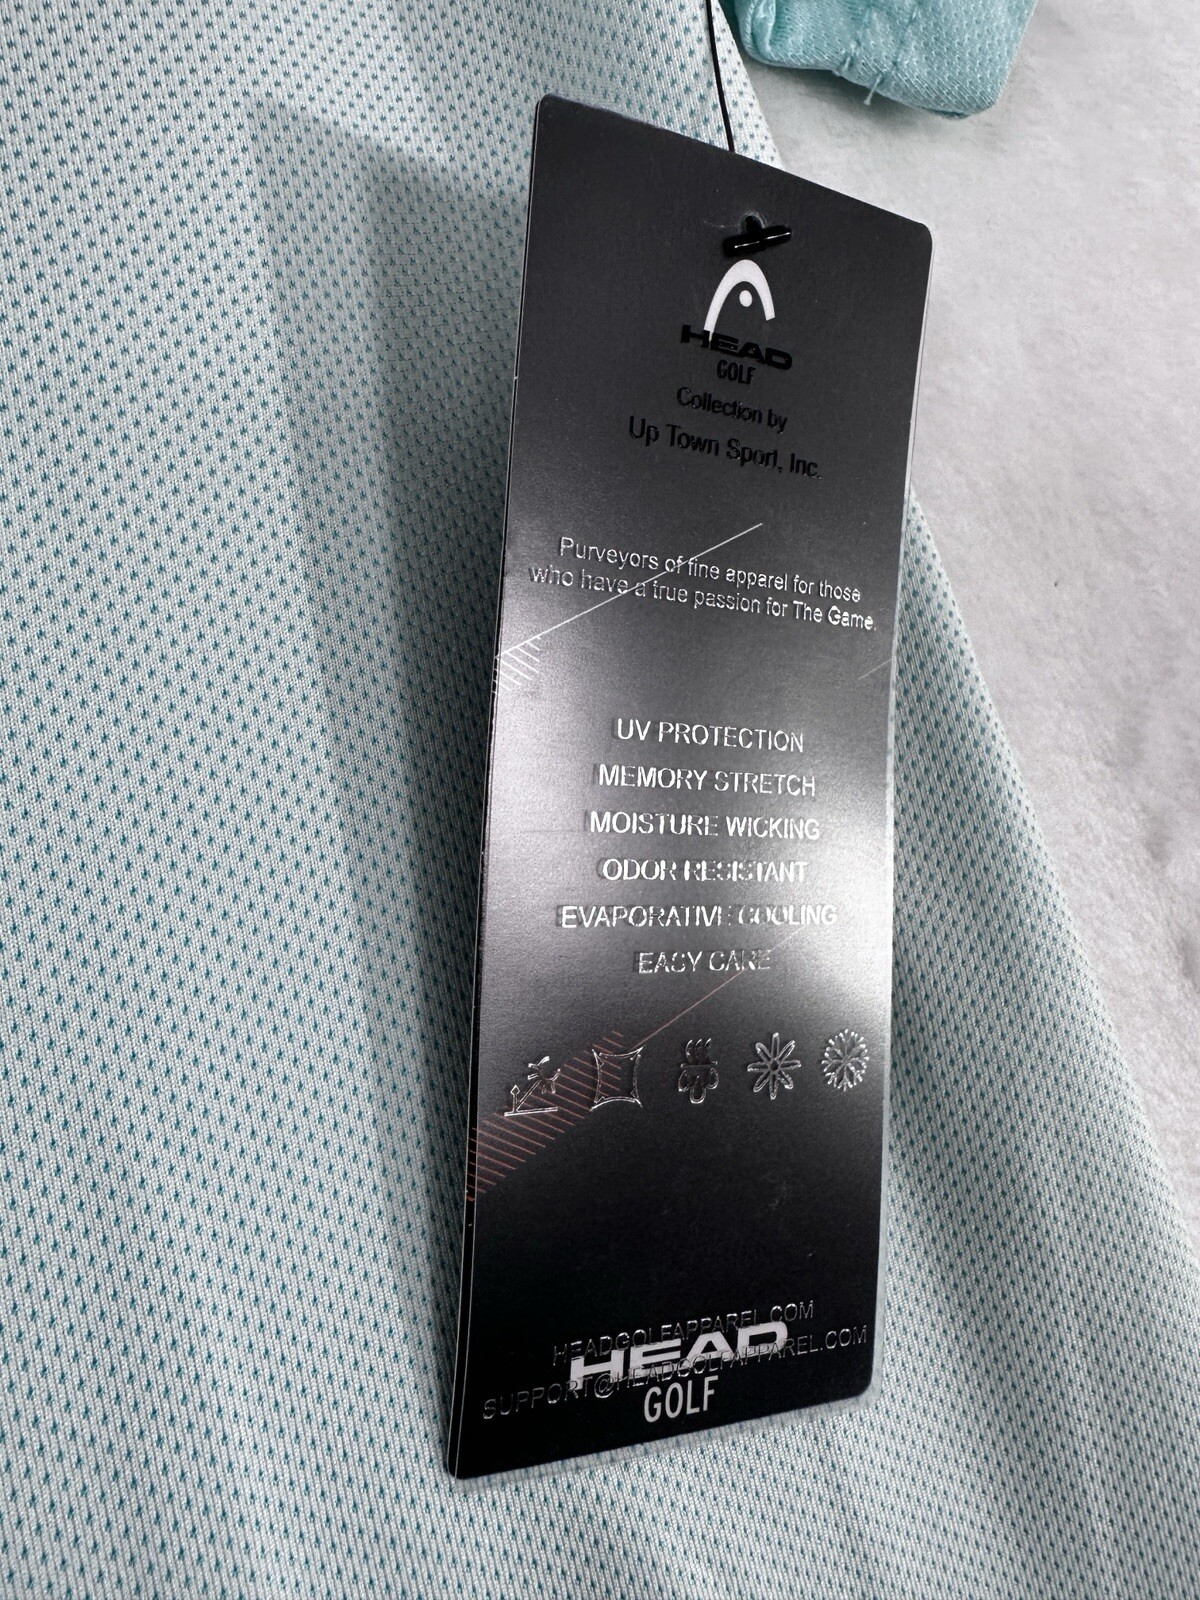 HEAD
GOLF
Collection by
Up Town Sport, Inc.
Purveyors of fine apparel for those
who have a true passion for The Game.
UV PROTECTION
MEMORY STRETCH
MOISTURE WICKING
ODOR RESISTANT
EVAPORATIVE COOLING
EASY CARE
HEADGOLFAPPAREL.COM
HEAD
SUPPORT@HEADGOLFAPPAREL.COM
GOLF